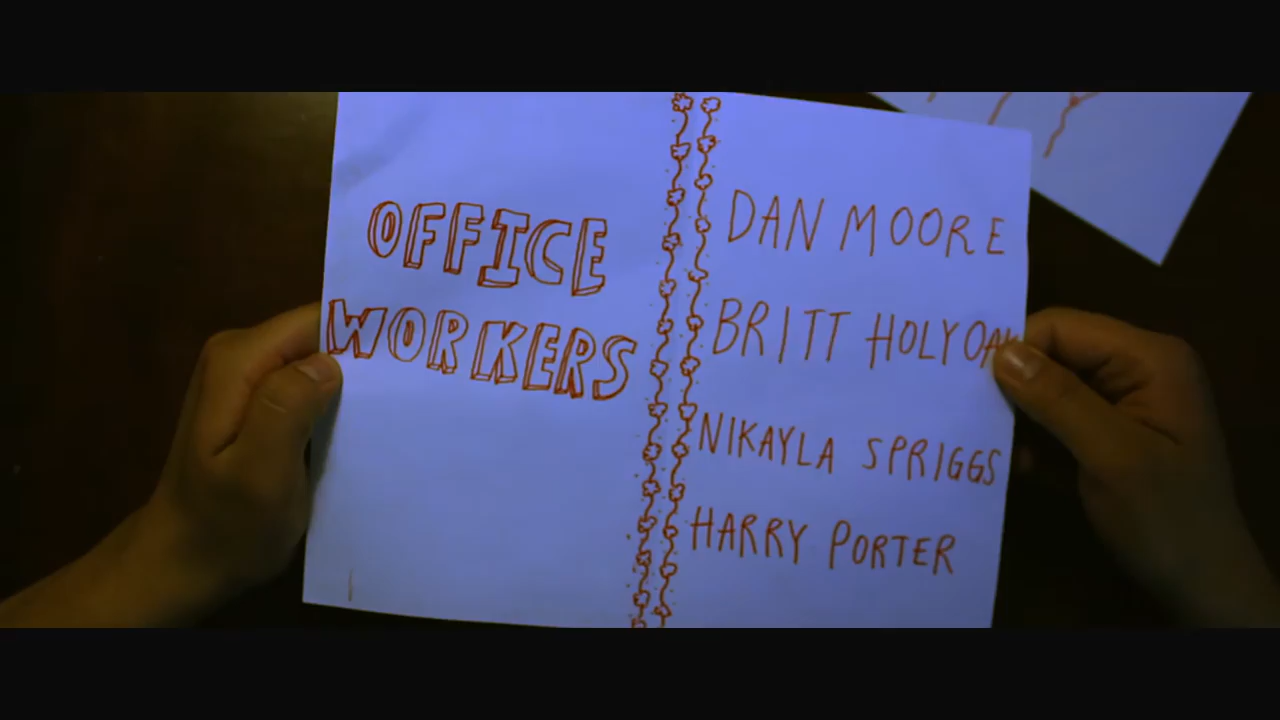 OFFICE
WORKERS
DAN MOORE
BRITT
NIKAYLA SPRIGGS
HARRY PORTER